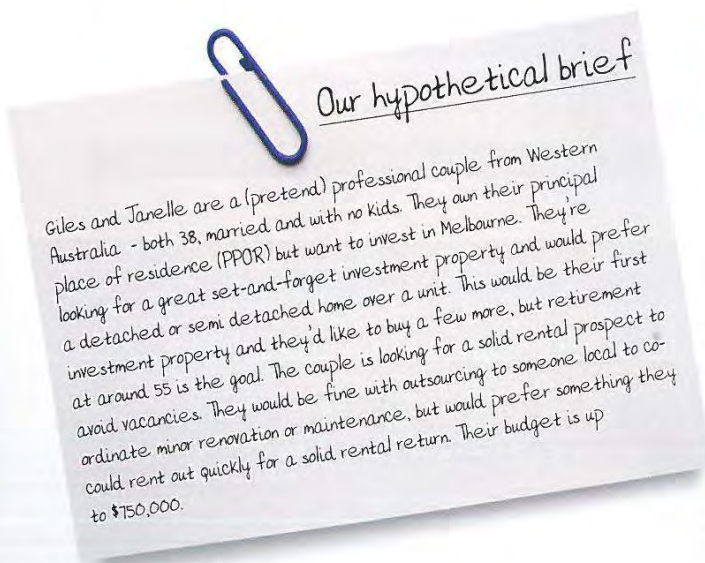 Our hypothetical brief
Giles and Janelle are a (pretend) professional couple from Western
Australia - both 38, married and with no kids. They own their principal
place of residence (PPOR) but want to invest in Melbourne. They're
looking for a great set-and-forget investment property and would prefer
a detached or semi detached home over a unit. This would be their first
investment property and they'd like to buy a few more, but retirement
at around 55 is the goal. The couple is looking for a solid rental prospect to
avoid vacancies. They would be fine with outsourcing to someone local to co-
ordinate minor renovation or maintenance, but would prefer something they
could rent out quickly for a solid rental return. Their budget is up
to $750,000.